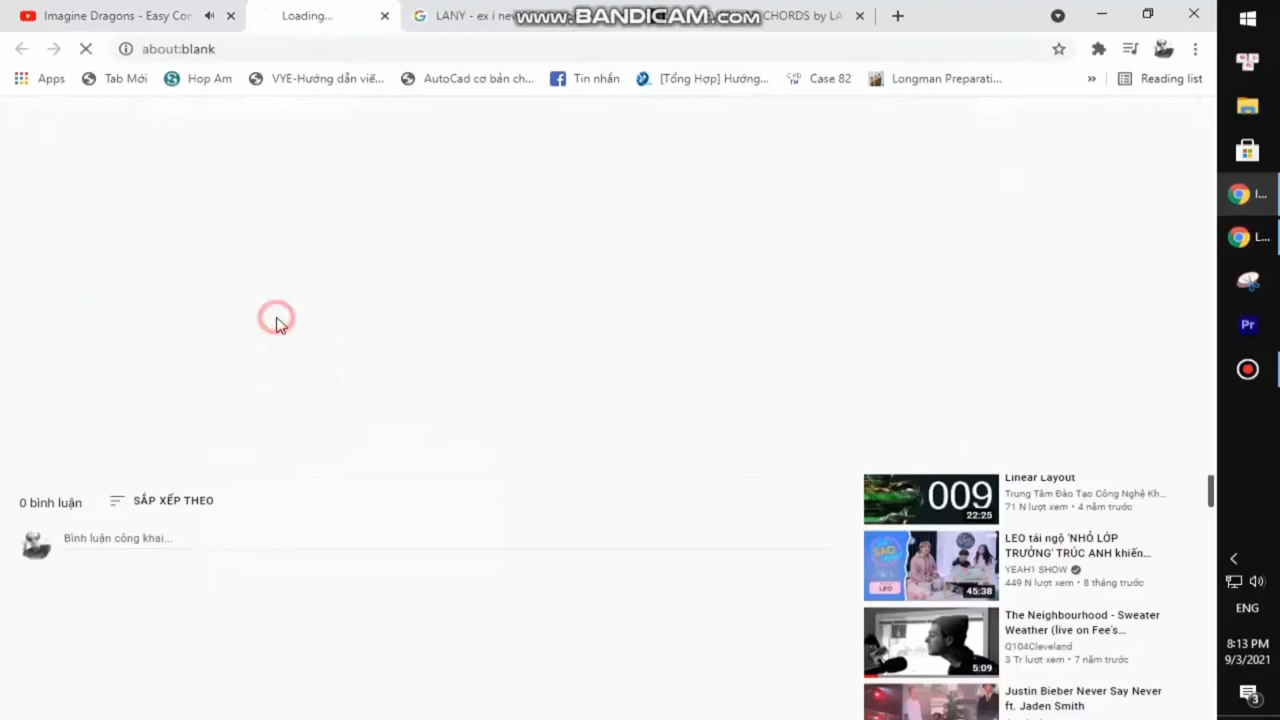 Imagine Dragons - Easy Con
Loading...
LANY - ex i ne
CHORDS by LA
www.BANDICAM.com
about:blank
Apps
Tab Mới
Hop Am
VYE-Hướng dẫn viế...
AutoCad cơ bản ch...
Tin nhắn
[Tổng Hợp] Hướng...
Case 82
Longman Preparati...
»
Reading list
I...
L...
Pr
0 bình luận
SẮP XẾP THEO
Bình luận công khai...
009
22:25
Linear Layout
Trung Tâm Đào Tạo Công Nghệ Kh...
71 N lượt xem • 4 năm trước
SAO
LEO
45:38
LEO tái ngộ 'NHỎ LỚP
TRƯỞNG' TRÚC ANH khiến...
YEAH1 SHOW
449 N lượt xem • 8 tháng trước
5:09
The Neighbourhood - Sweater
Weather (live on Fee's...
Q104Cleveland
3 Tr lượt xem • 7 năm trước
Justin Bieber Never Say Never
ft. Jaden Smith
ENG
8:13 PM
9/3/2021
3